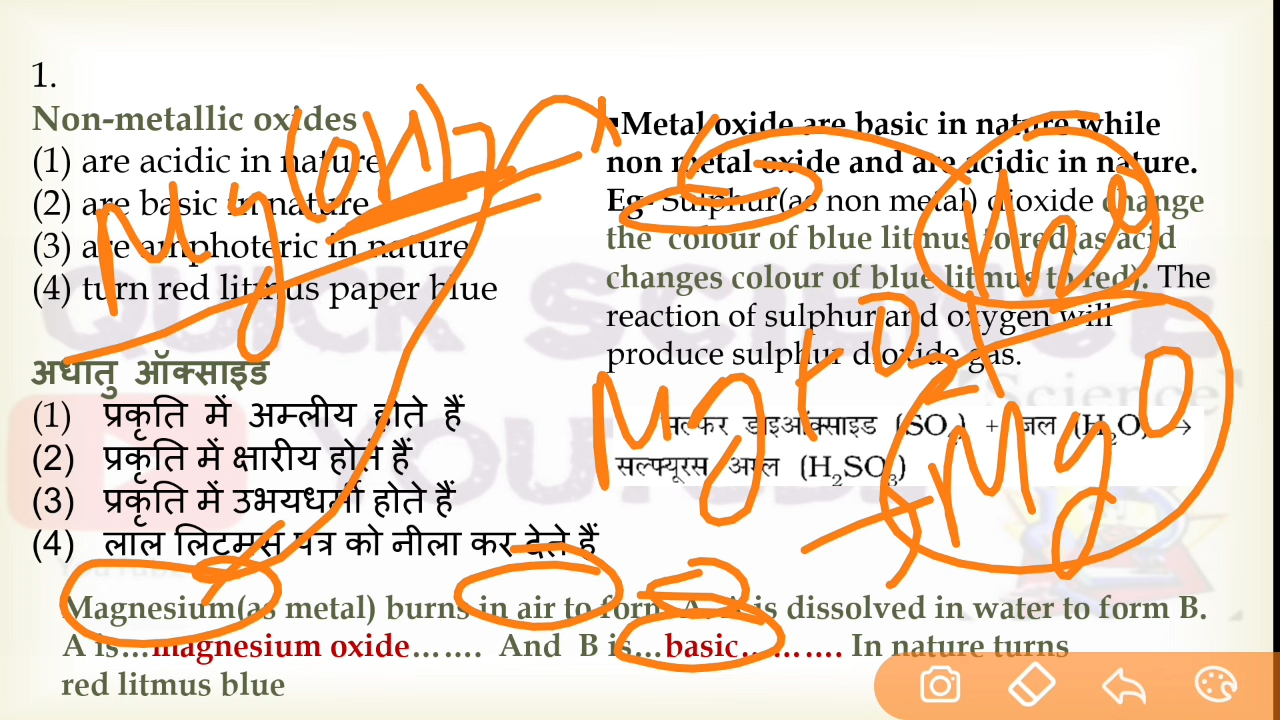 1.
Non-metallic oxides
(1) are acidic in nature
(2) are basic in nature
(3) are amphoteric in nature
(4) turn red litmus paper blue
अधातु ऑक्साइड
(1) प्रकृति में अम्लीय होते हैं
(2) प्रकृति में क्षारीय होते हैं
(3) प्रकृति में उभयधर्मी होते हैं
(4) लाल लिटमस पत्र को नीला कर देते हैं
▪Metal oxide are basic in nature while
non metal oxide and are acidic in nature.
Eg- Sulphur(as non metal) dioxide change
the colour of blue litmus to red(as acid
changes colour of blue litmus to red). The
reaction of sulphur and oxygen will
produce sulphur dioxide gas.
सल्फर डाइऑक्साइड (SO₂) + जल (H₂O) →
सल्फ्यूरस अम्ल (H₂SO₃)
Magnesium(as metal) burns in air to form A. A is dissolved in water to form B.
A is…magnesium oxide……. And B is…basic………. In nature turns
red litmus blue
Mg(OH)₂
H₂O
Mg + O₂ → MgO
QUICK SCIENCE
[Science]